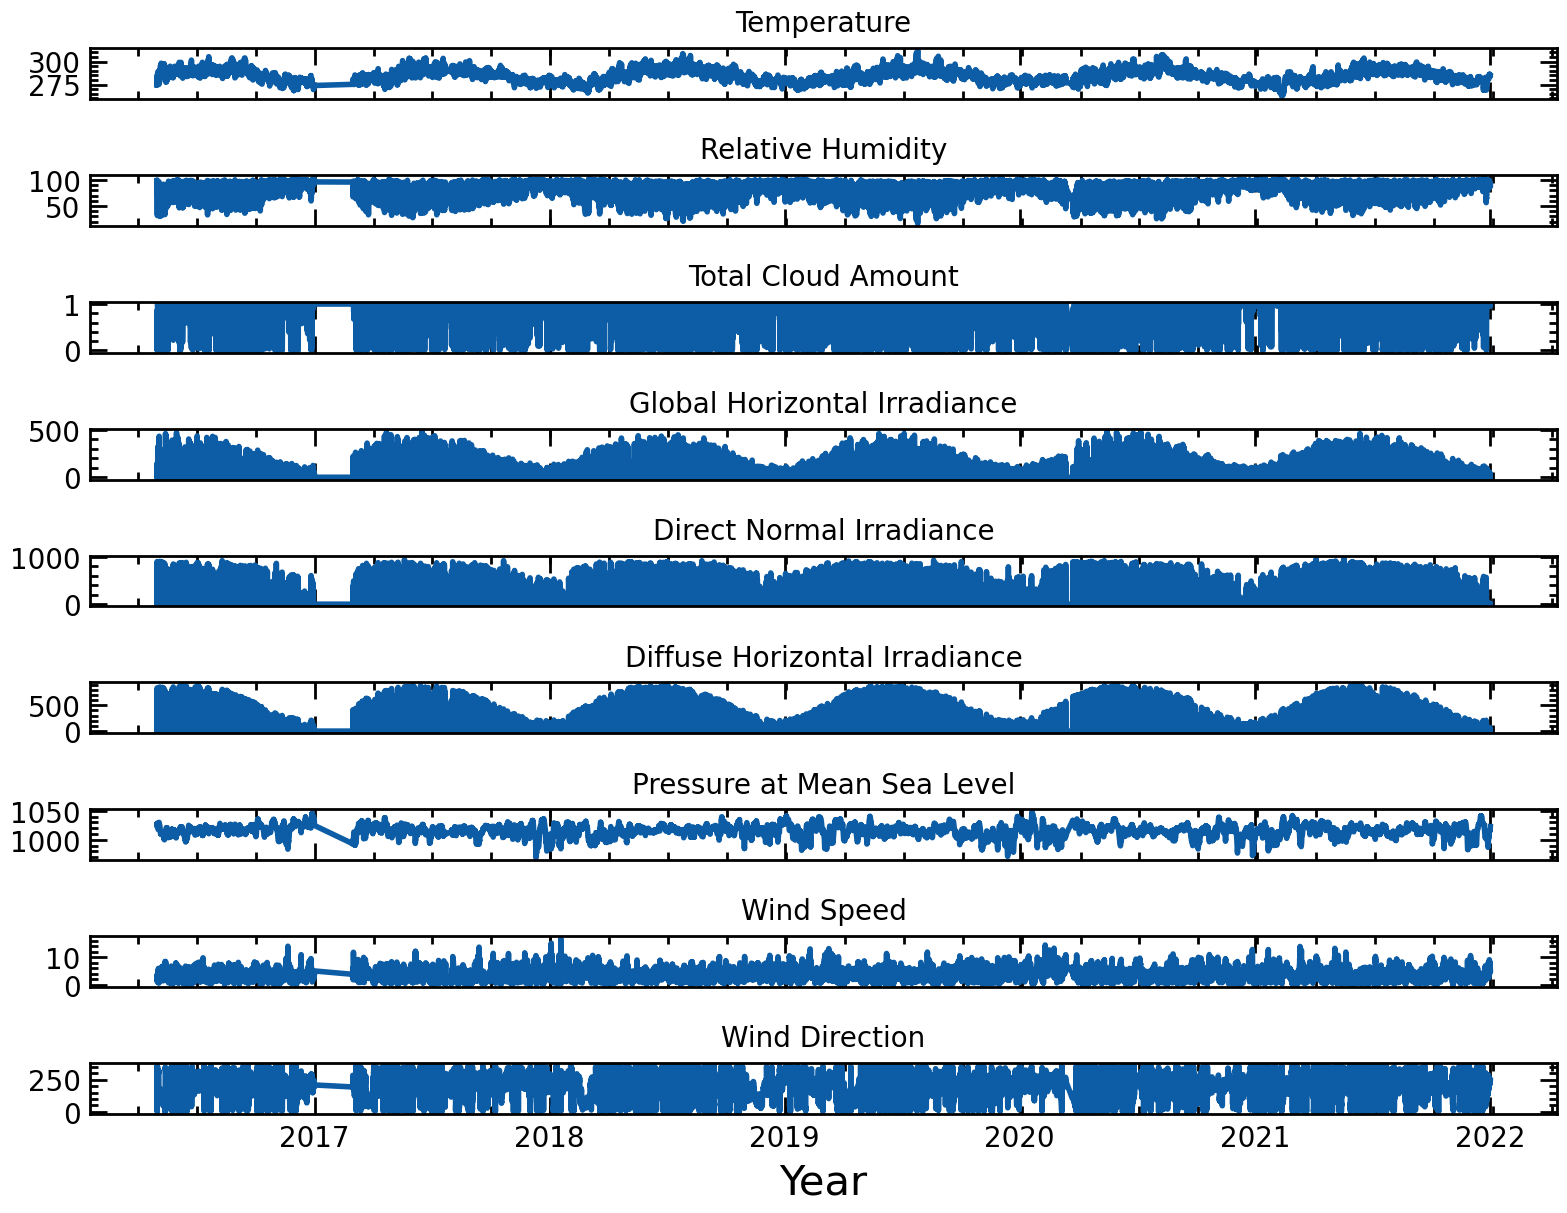 Temperature
300
275
Relative Humidity
100
50
Total Cloud Amount
1
0
Global Horizontal Irradiance
500
0
Direct Normal Irradiance
1000
0
Diffuse Horizontal Irradiance
500
0
Pressure at Mean Sea Level
1050
1000
Wind Speed
10
0
Wind Direction
250
0
2017 2018 2019 2020 2021 2022
Year